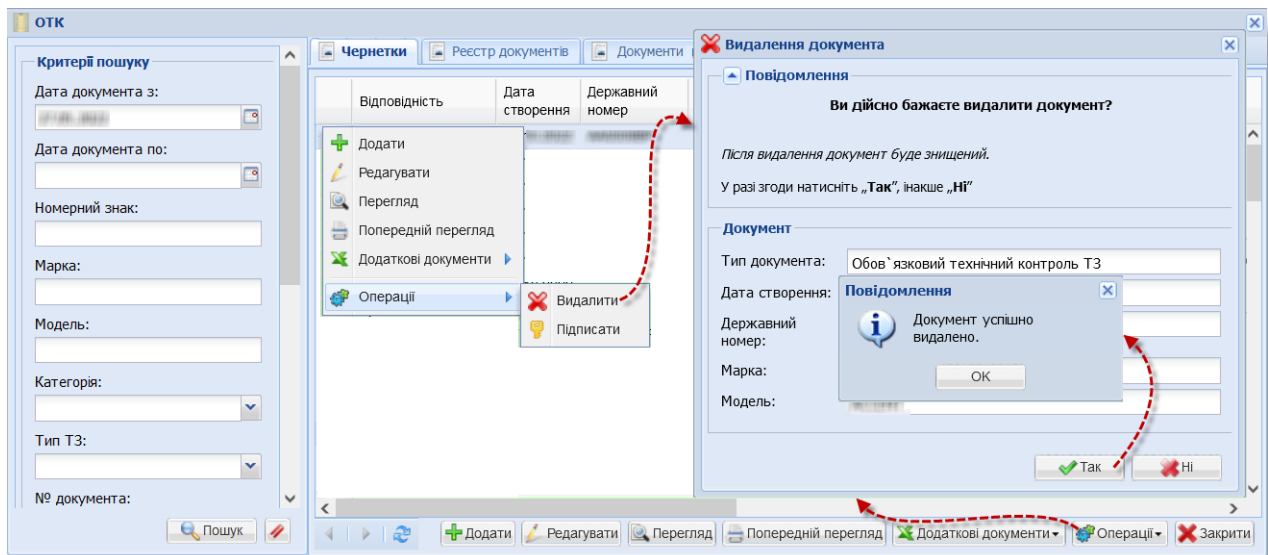 ОТК
Критерії пошуку
Дата документа з:
Дата документа по:
Номерний знак:
Марка:
Модель:
Категорія:
Тип ТЗ:
№ документа:
Пошук
Чернетки
Реєстр документів
Документи
Відповідність
Дата створення
Державний номер
Додати
Редагувати
Перегляд
Попередній перегляд
Додаткові документи
Операції
Видалити
Підписати
Видалення документа
Повідомлення
Ви дійсно бажаєте видалити документ?
Після видалення документ буде знищений.
У разі згоди натисніть „Так”, інакше „Ні”
Документ
Тип документа:
Обов`язковий технічний контроль ТЗ
Дата створення:
Державний
номер:
Марка:
Модель:
Повідомлення
Документ успішно
видалено.
OK
Так
Ні
Додати
Редагувати
Перегляд
Попередній перегляд
Додаткові документи
Операції
Закрити